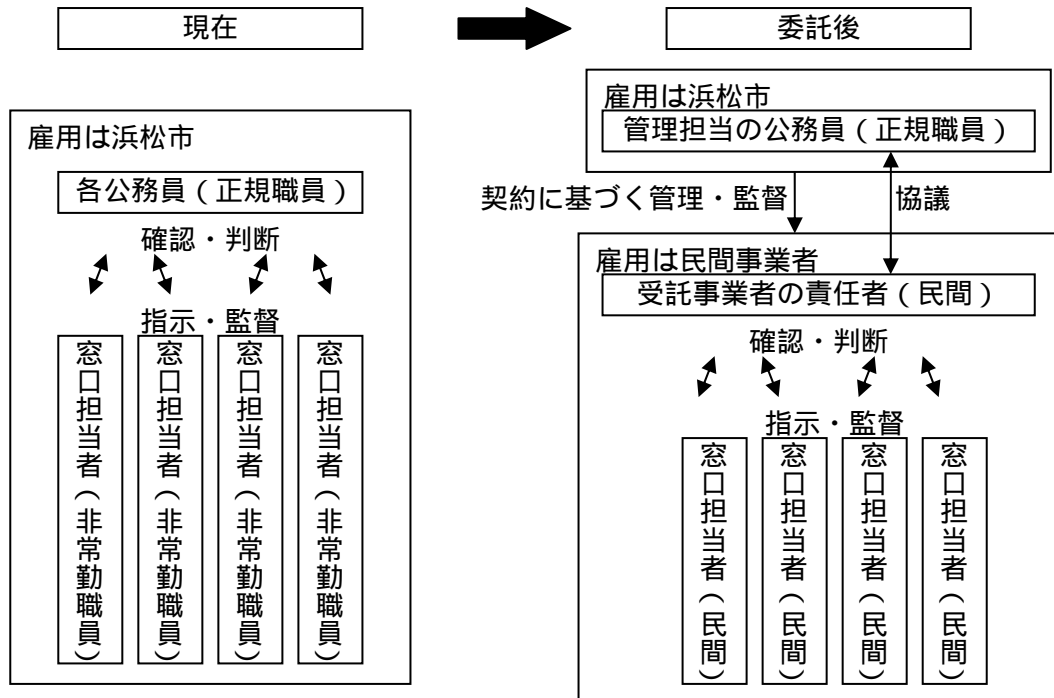 現在
委託後
雇用は浜松市
各公務員（正規職員）
確認・判断
指示・監督
窓口担当者（非常勤職員）
窓口担当者（非常勤職員）
窓口担当者（非常勤職員）
窓口担当者（非常勤職員）
雇用は浜松市
管理担当の公務員（正規職員）
契約に基づく管理・監督
協議
雇用は民間事業者
受託事業者の責任者（民間）
確認・判断
指示・監督
窓口担当者（民間）
窓口担当者（民間）
窓口担当者（民間）
窓口担当者（民間）